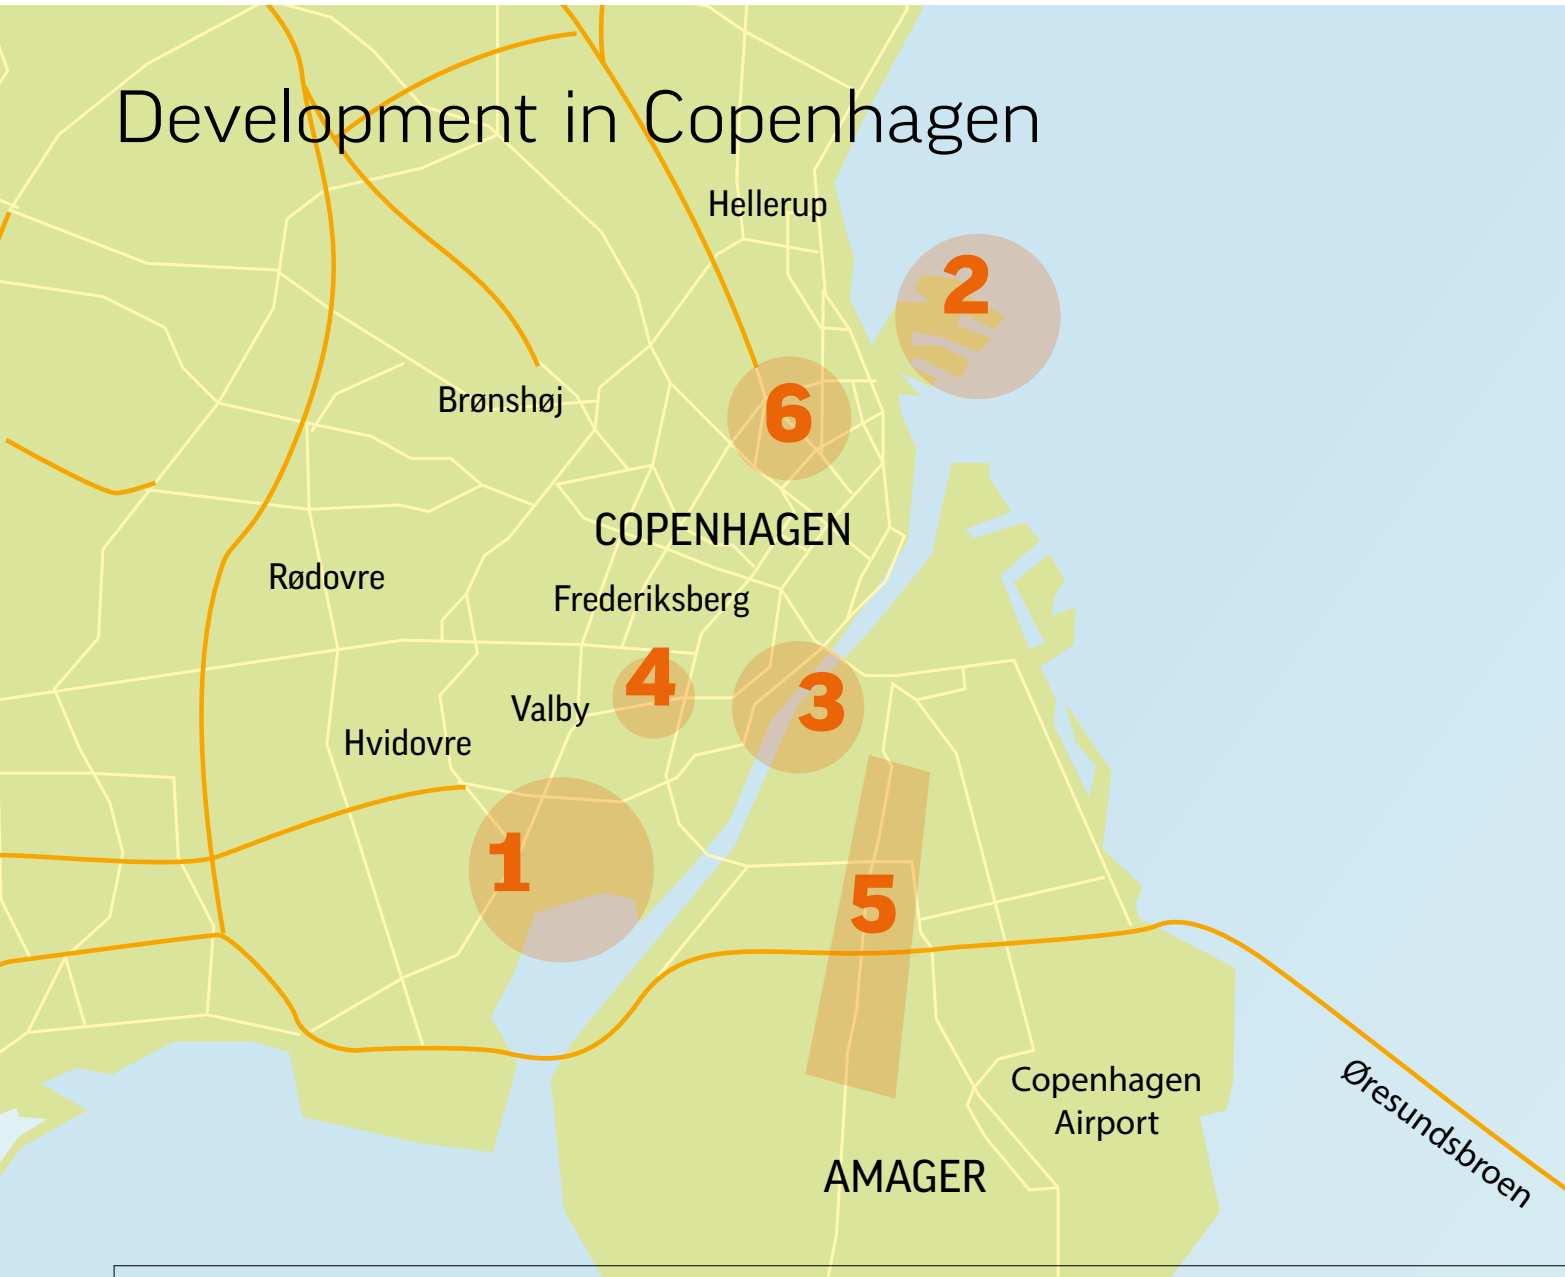 Development in Copenhagen
Hellerup
2
Brønshøj
6
COPENHAGEN
Rødovre
Frederiksberg
4
Valby
3
Hvidovre
1
5
Copenhagen
Airport
Øresundsbroen
AMAGER